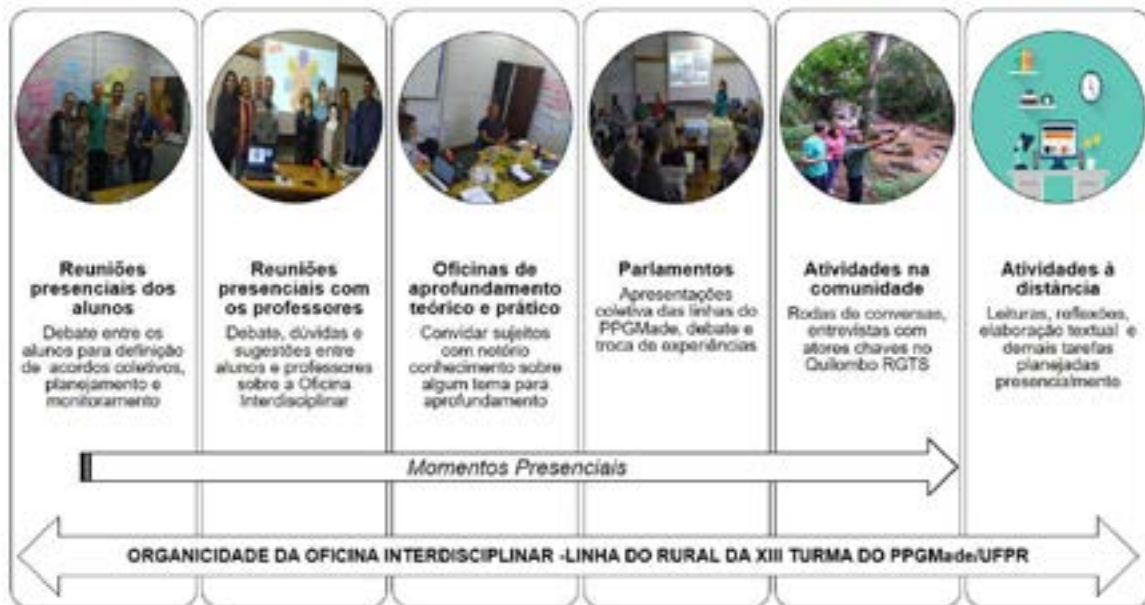 Reuniões
presenciais dos
alunos
Debate entre os
alunos para definição
de acordos coletivos,
planejamento e
monitoramento
Reuniões
presenciais com
os professores
Debate, dúvidas e
sugestões entre
alunos e professores
sobre a Oficina
Interdisciplinar
Oficinas de
aprofundamento
teórico e prático
Convidar sujeitos
com notório
conhecimento sobre
algum tema para
aprofundamento
Parlamentos
Apresentações
coletiva das linhas do
PPGMade, debate e
troca de experiências
Atividades na
comunidade
Rodas de conversas,
entrevistas com
atores chaves no
Quilombo RGTS
Atividades à
distância
Leituras, reflexões,
elaboração textual e
demais tarefas
planejadas
presencialmente
Momentos Presenciais
ORGANICIDADE DA OFICINA INTERDISCIPLINAR -LINHA DO RURAL DA XIII TURMA DO PPGMade/UFPR